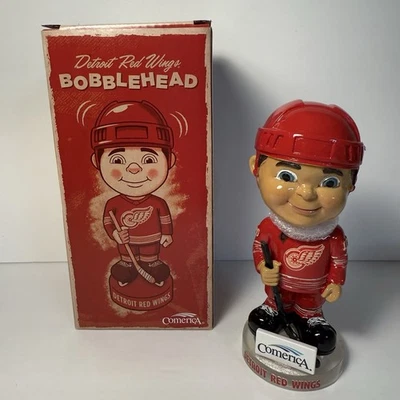 Detroit Red Wings
BOBBLEHEAD
DETROIT RED WINGS
Comerica
Comerica
DETROIT RED WINGS